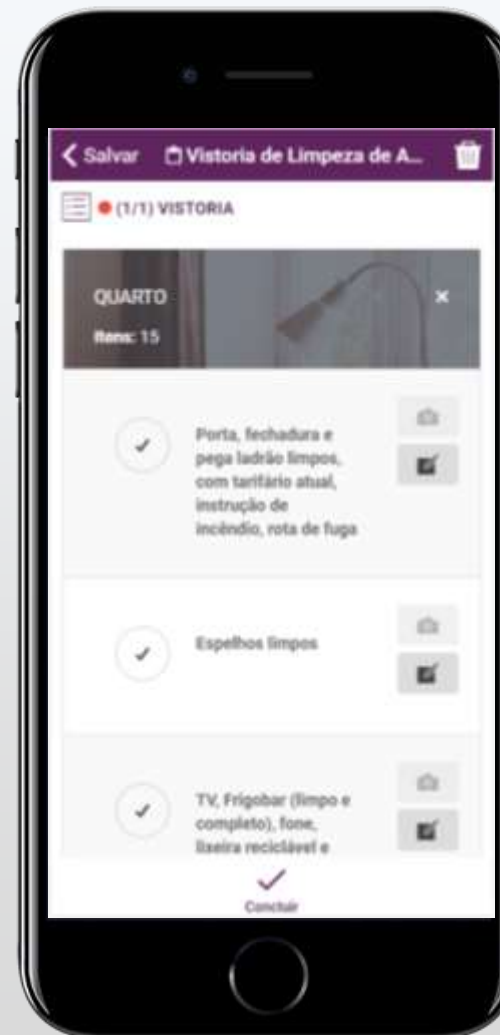 Salvar Vistoria de Limpeza de A...
(1/1) VISTORIA
QUARTO
Itens: 15
Porta, fechadura e
pega ladrão limpos,
com tarifário atual,
instrução de
incêndio, rota de fuga
Espelhos limpos
TV, Frigobar (limpo e
completo), fone,
lixeira reciclável e
Concluir